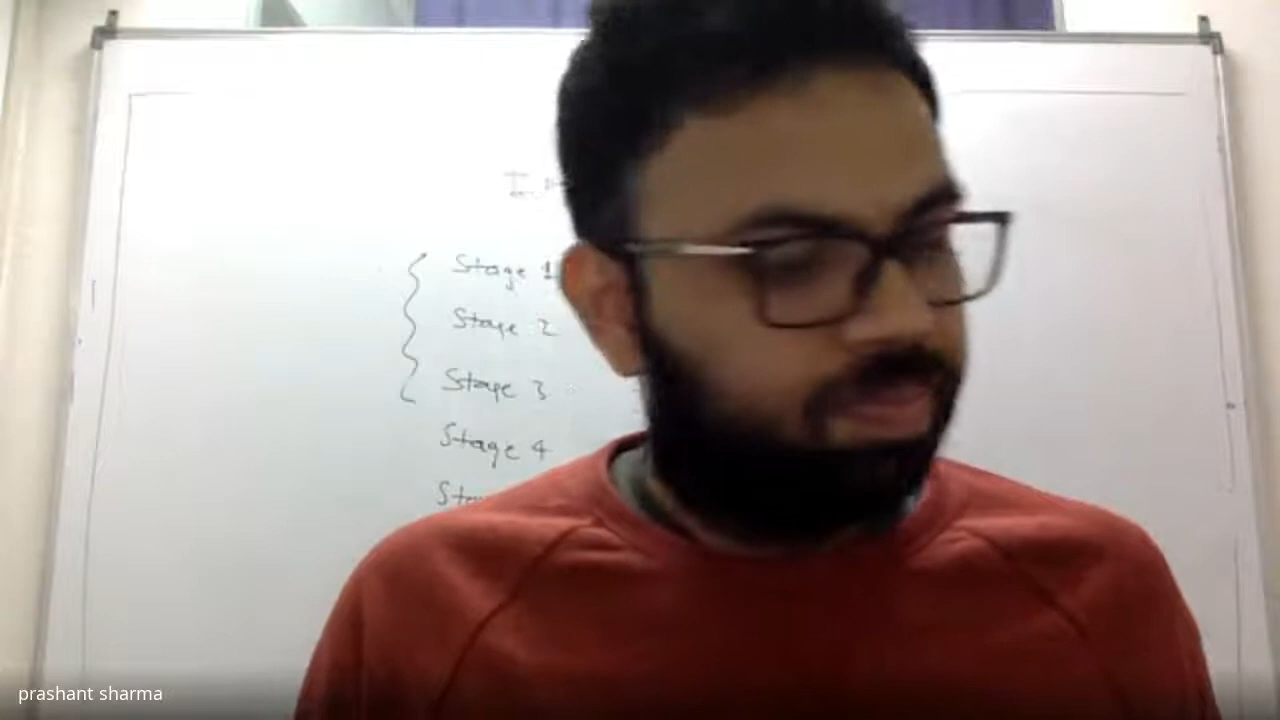 Stage 1
Stage 2
Stage 3
Stage 4
prashant sharma